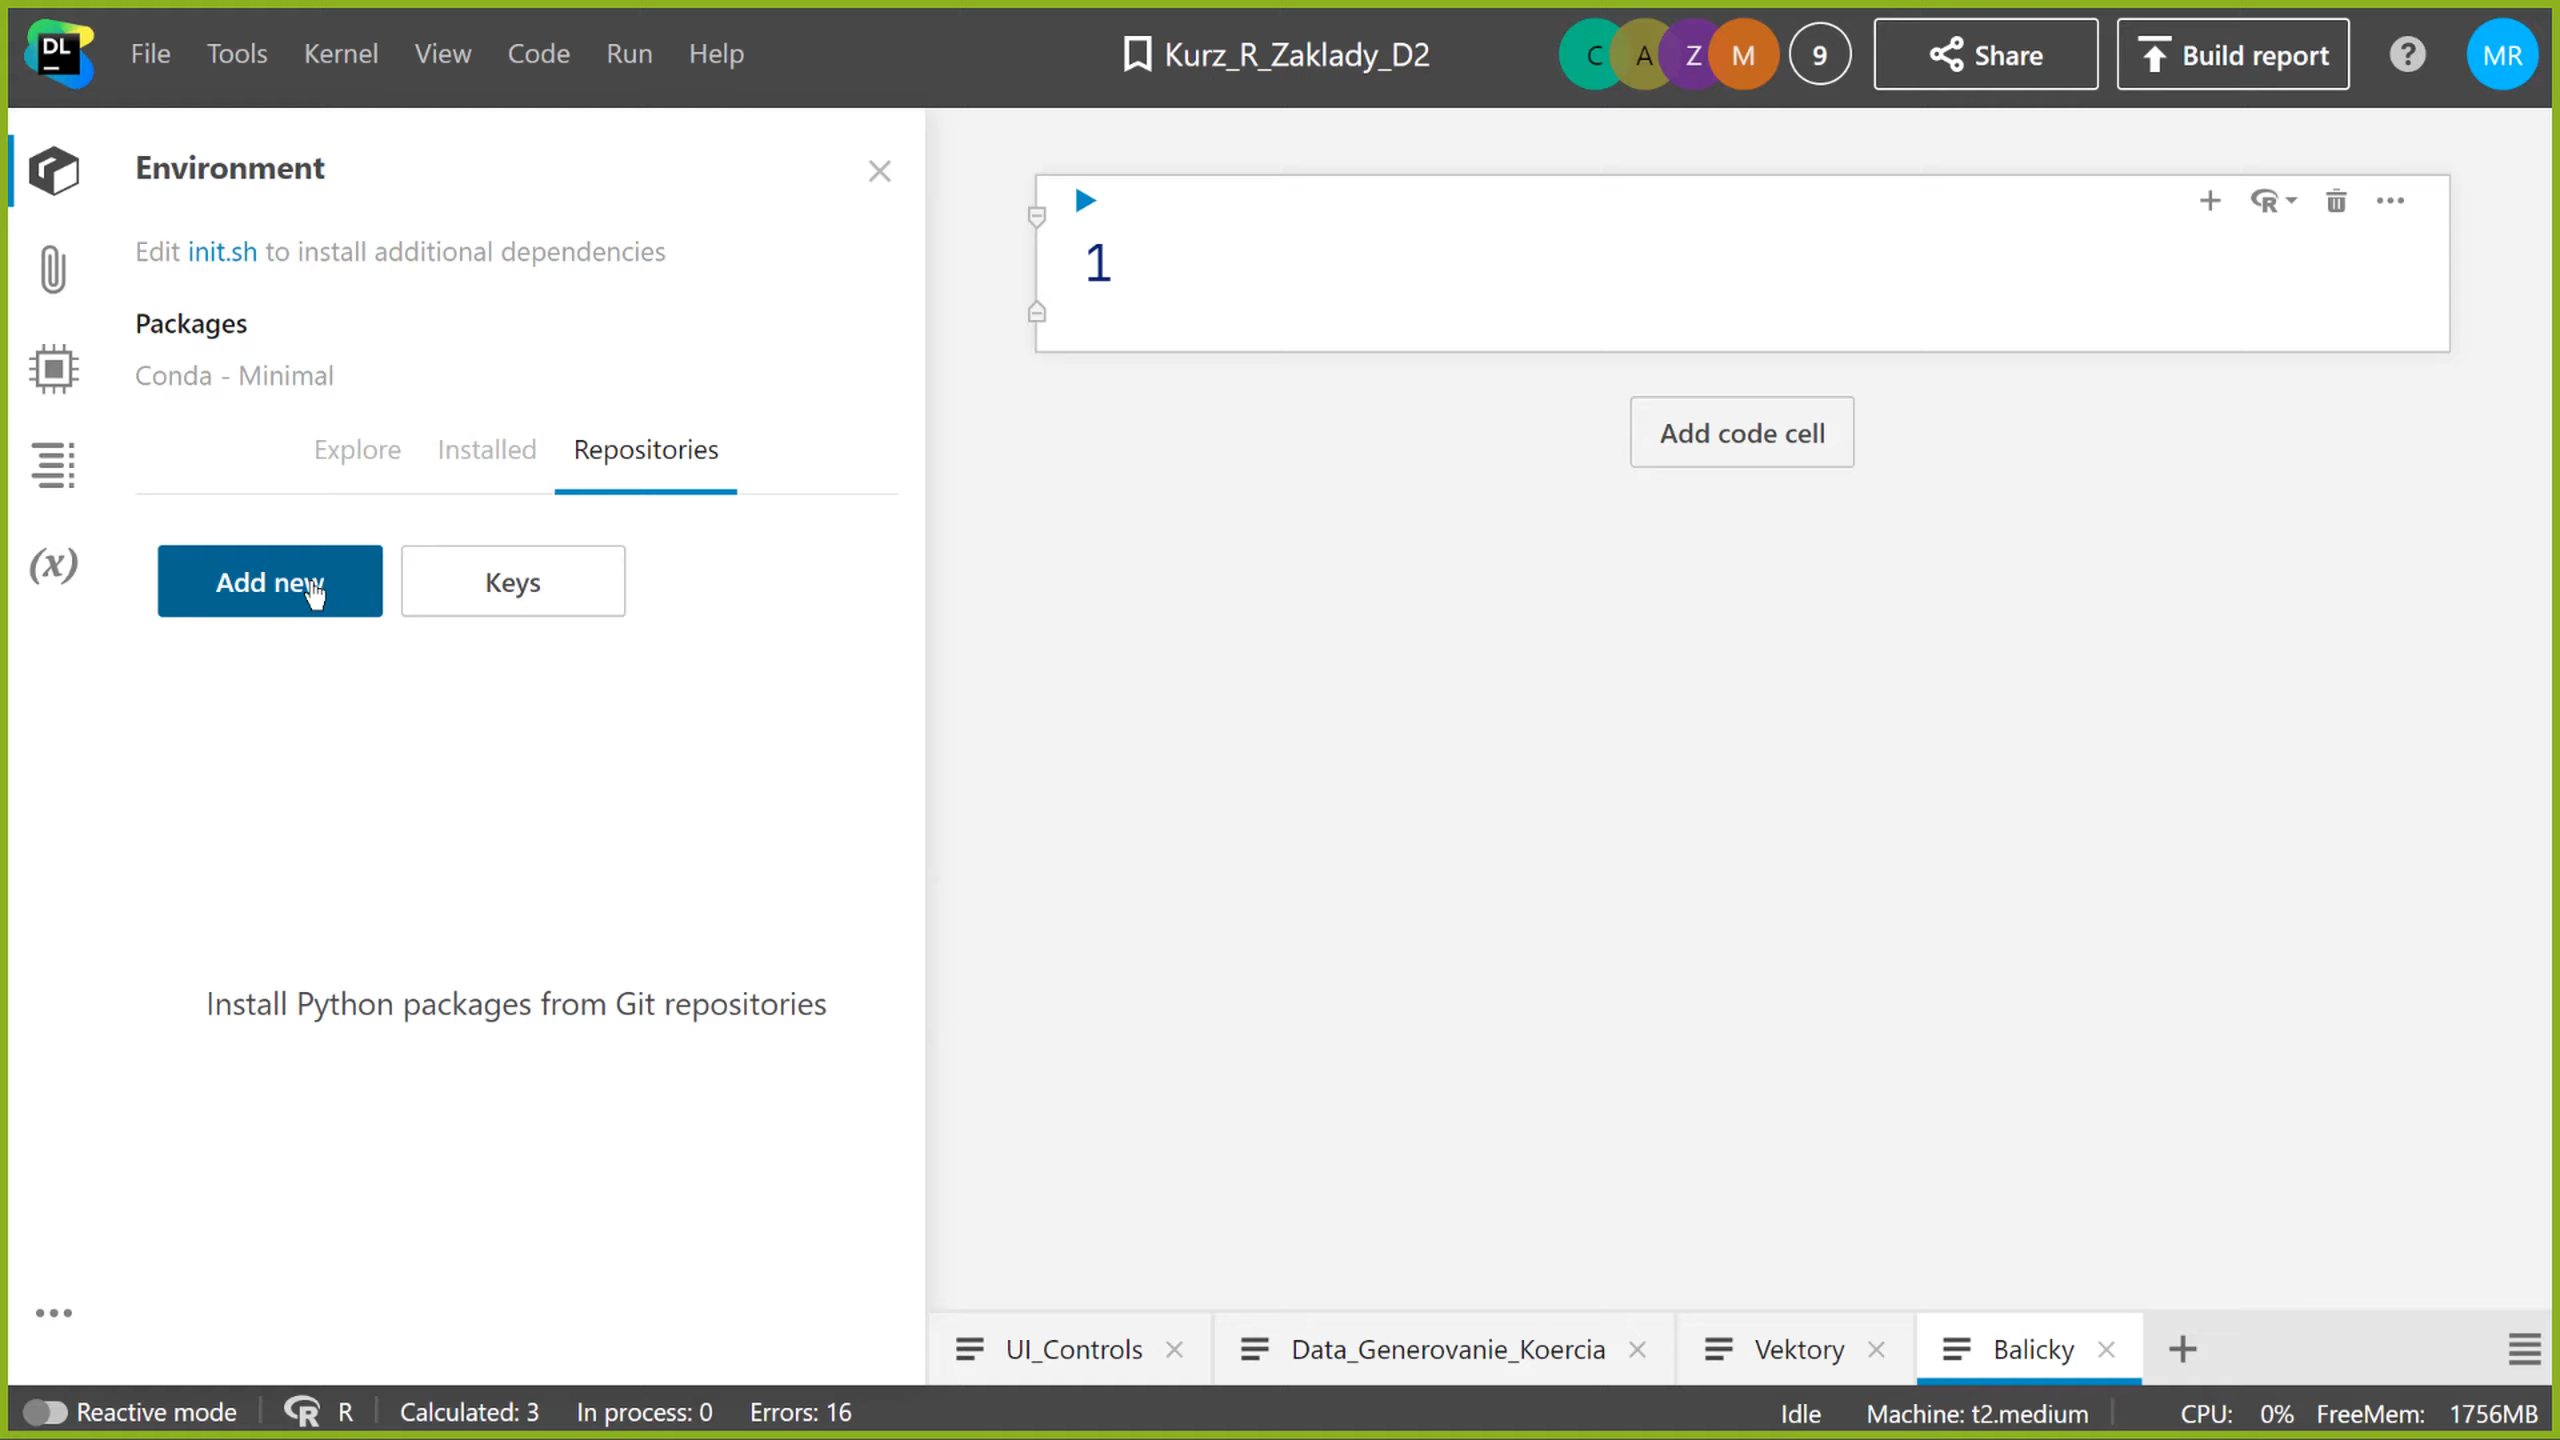 DL File Tools Kernel View Code Run Help Kurz_R_Zaklady_D2 C A Z M 9 Share Build report ? MR
Environment
Edit init.sh to install additional dependencies
Packages
Conda - Minimal
Explore Installed Repositories
Add new Keys
(x)
Install Python packages from Git repositories
R
1
Add code cell
UI_Controls Data_Generovanie_Koercia Vektory Balicky
Reactive mode R R Calculated: 3 In process: 0 Errors: 16 Idle Machine: t2.medium CPU: 0% FreeMem: 1756MB